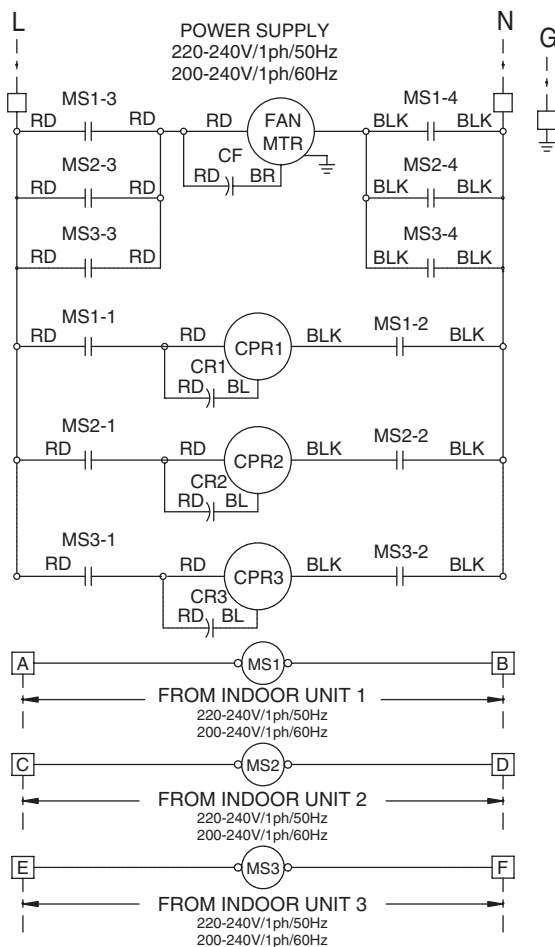 L N
POWER SUPPLY
220-240V/1ph/50Hz
200-240V/1ph/60Hz
G
MS1-3 MS1-4
RD RD RD FAN MTR BLK BLK
CF
RD BR
MS2-3 MS2-4
RD RD BLK BLK
MS3-3 MS3-4
RD RD BLK BLK
MS1-1 MS1-2
RD RD CPR1 BLK BLK
CR1
RD BL
MS2-1 MS2-2
RD RD CPR2 BLK BLK
CR2
RD BL
MS3-1 MS3-2
RD RD CPR3 BLK BLK
CR3
RD BL
A MS1 B
FROM INDOOR UNIT 1
220-240V/1ph/50Hz
200-240V/1ph/60Hz
C MS2 D
FROM INDOOR UNIT 2
220-240V/1ph/50Hz
200-240V/1ph/60Hz
E MS3 F
FROM INDOOR UNIT 3
220-240V/1ph/50Hz
200-240V/1ph/60Hz